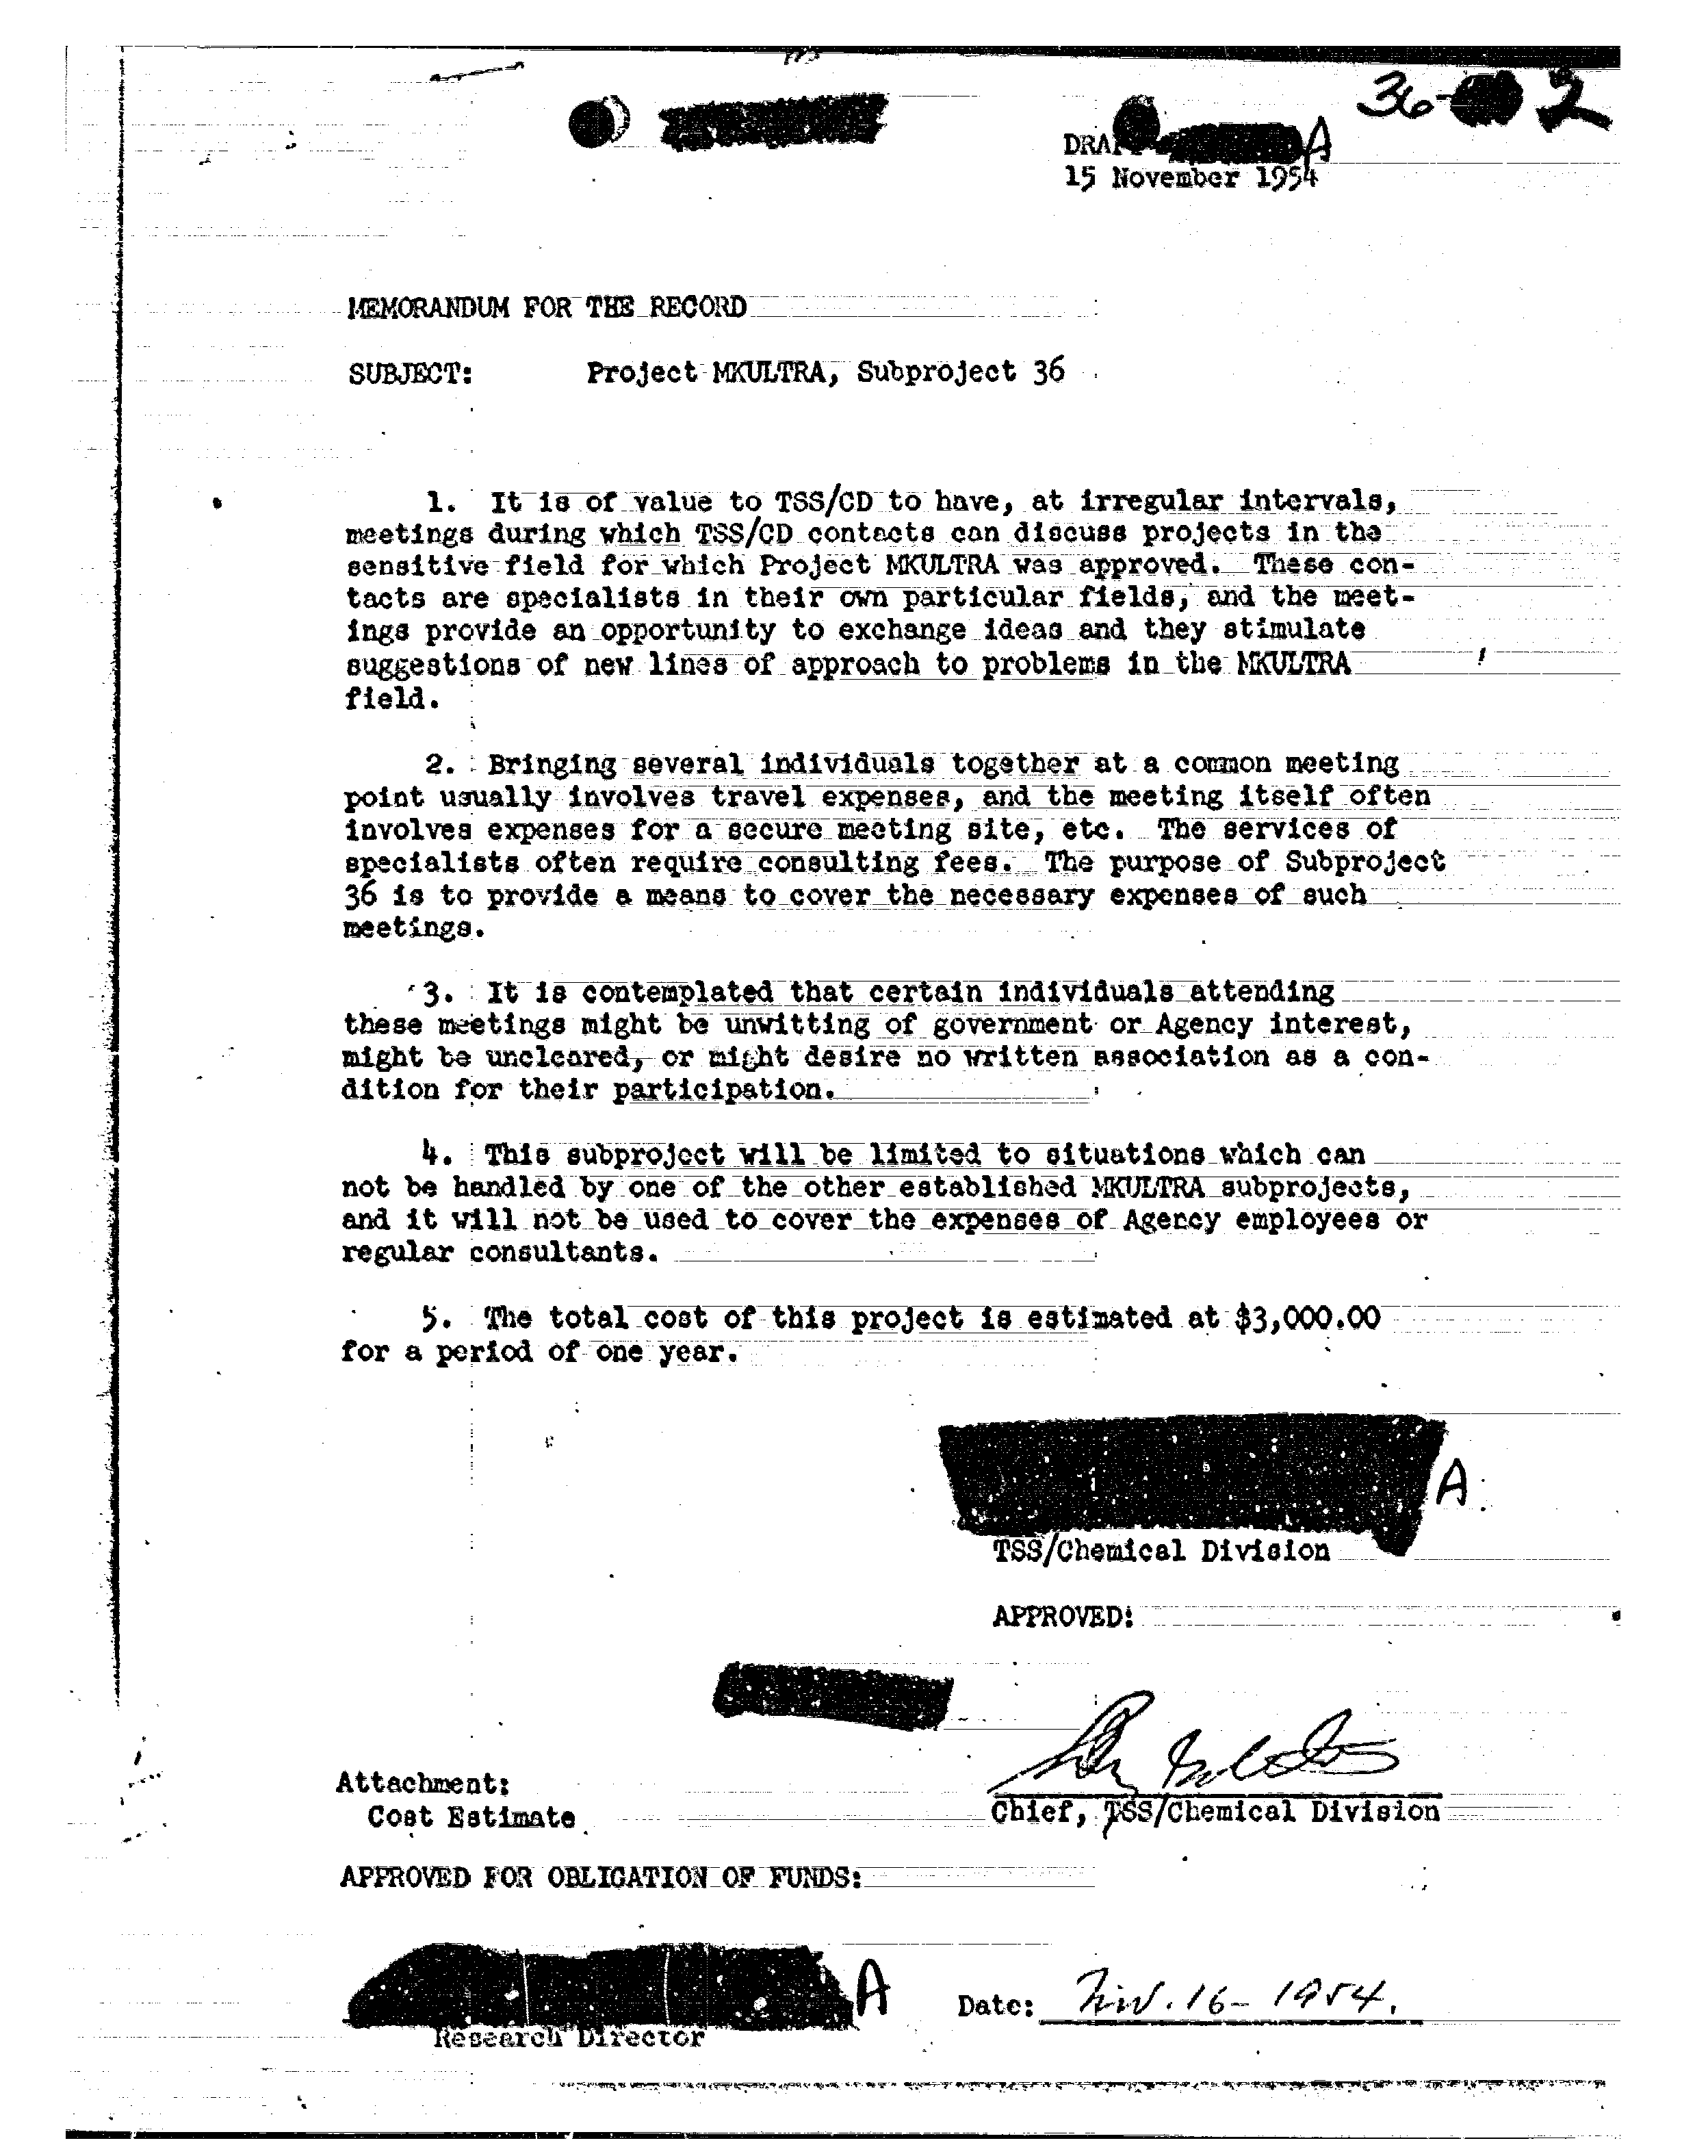 36- 2
A
15 November 1954
MEMORANDUM FOR THE RECORD
SUBJECT: Project MKULTRA, Subproject 36
1. It is of value to TSS/CD to have, at irregular intervals,
meetings during which TSS/CD contacts can discuss projects in the
sensitive field for which Project MKULTRA was approved. These con-
tacts are specialists in their own particular fields, and the meet-
ings provide an opportunity to exchange ideas and they stimulate
suggestions of new lines of approach to problems in the MKULTRA
field.
2. Bringing several individuals together at a common meeting
point usually involves travel expenses, and the meeting itself often
involves expenses for a secure meeting site, etc. The services of
specialists often require consulting fees. The purpose of Subproject
36 is to provide a means to cover the necessary expenses of such
meetings.
3. It is contemplated that certain individuals attending
these meetings might be unwitting of government or Agency interest,
might be uncleared, or might desire no written association as a con-
dition for their participation.
4. This subproject will be limited to situations which can
not be handled by one of the other established MKULTRA subprojects,
and it will not be used to cover the expenses of Agency employees or
regular consultants.
5. The total cost of this project is estimated at $3,000.00
for a period of one year.
A
TSS/Chemical Division
APPROVED:
Attachment:
Cost Estimate
Chief, TSS/Chemical Division
APPROVED FOR OBLIGATION OF FUNDS:
A
Date: Nov. 16- 1954.
Research Director